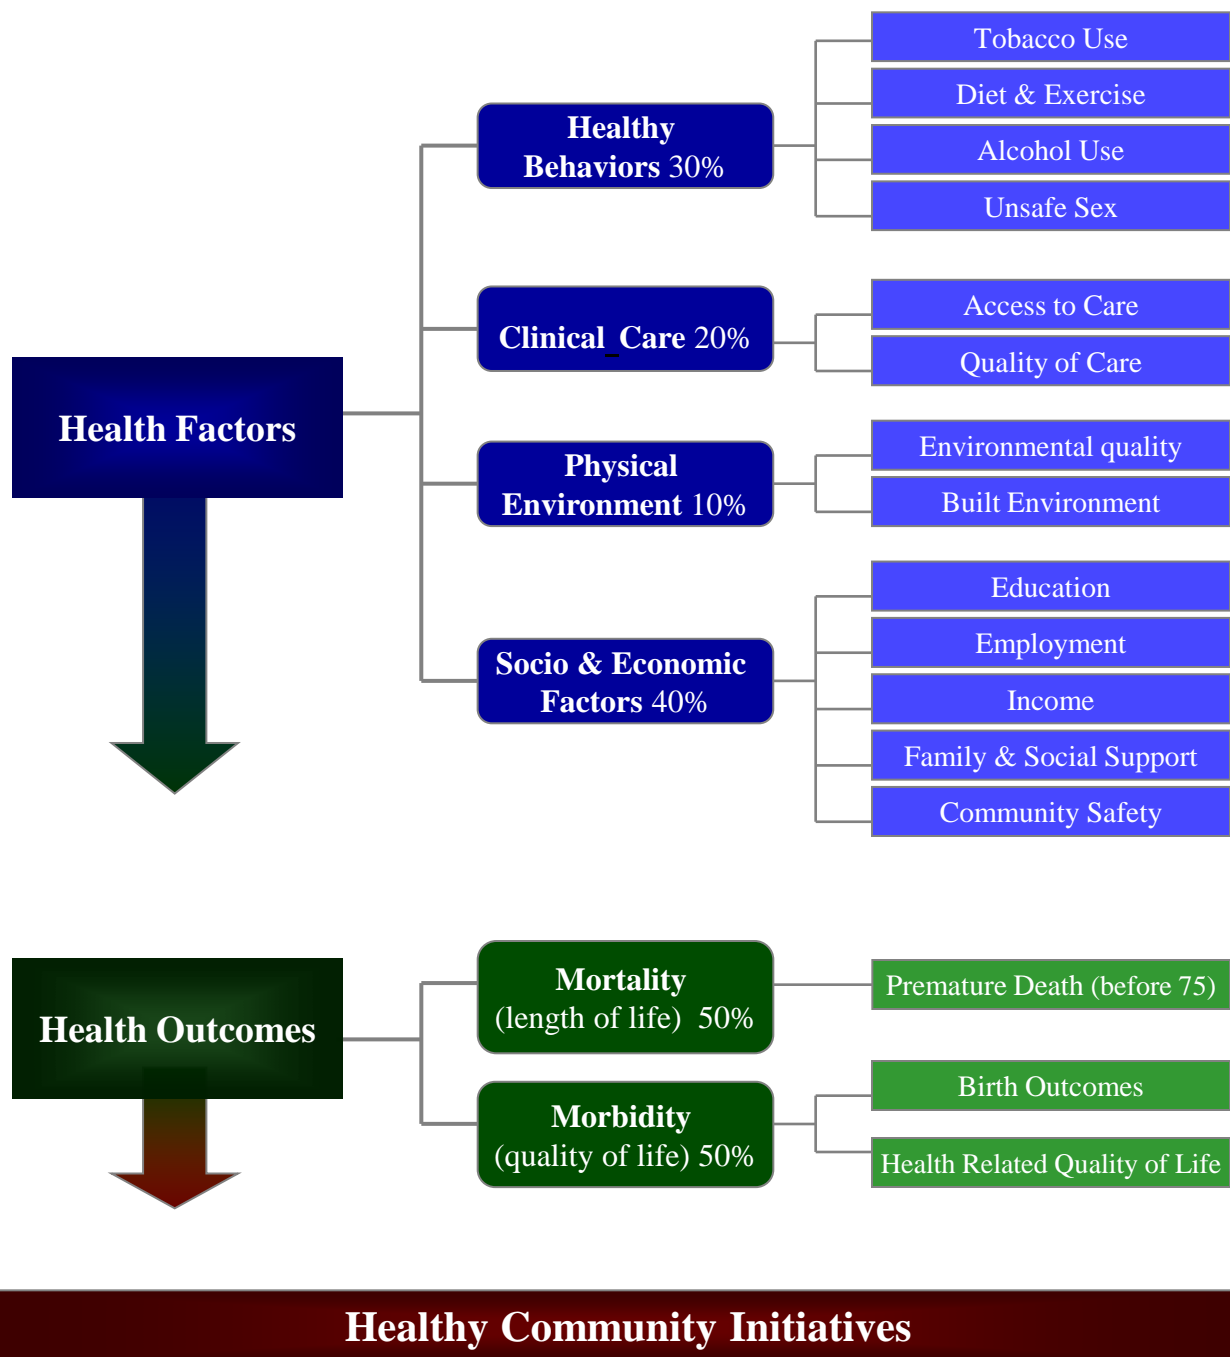 Health Factors
Healthy
Behaviors 30%
Tobacco Use
Diet & Exercise
Alcohol Use
Unsafe Sex
Clinical_Care 20%
Access to Care
Quality of Care
Physical
Environment 10%
Environmental quality
Built Environment
Socio & Economic
Factors 40%
Education
Employment
Income
Family & Social Support
Community Safety
Health Outcomes
Mortality
(length of life) 50%
Premature Death (before 75)
Morbidity
(quality of life) 50%
Birth Outcomes
Health Related Quality of Life
Healthy Community Initiatives